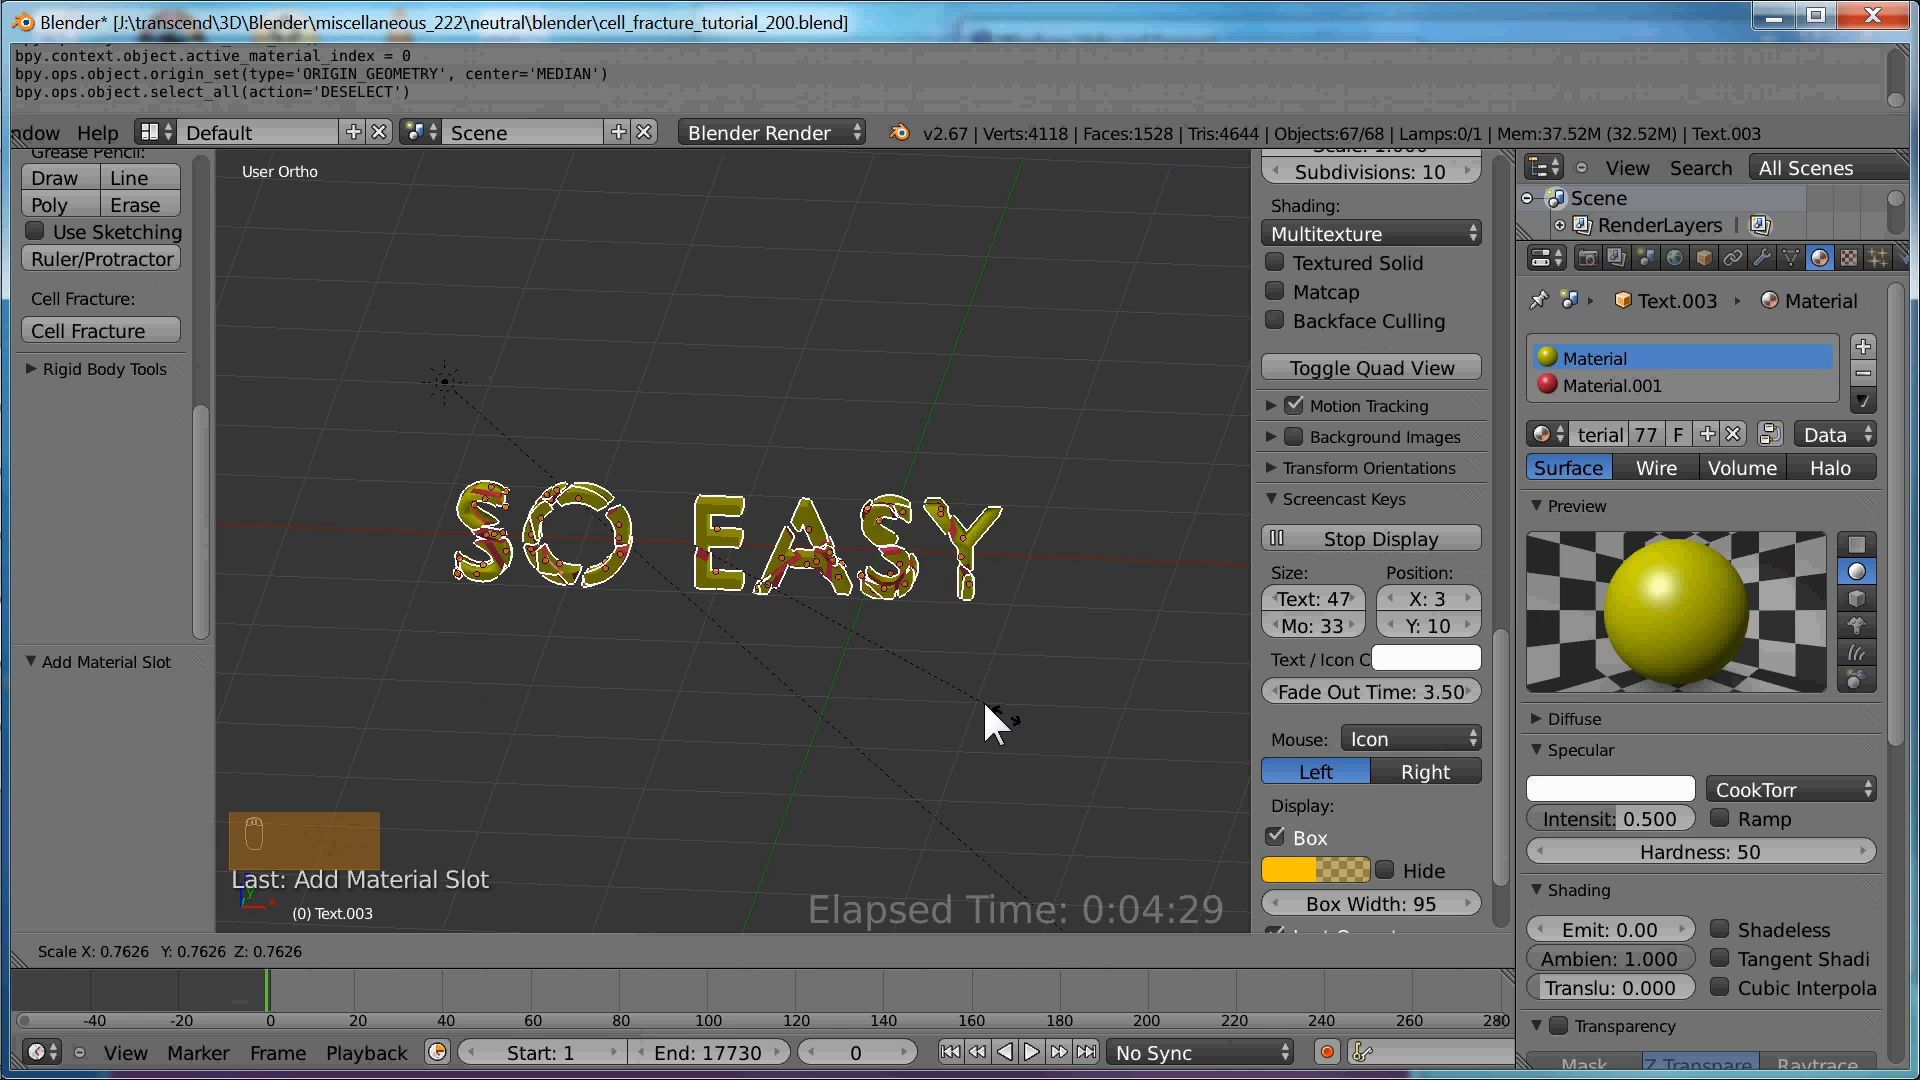 Blender* [J:\transcend\3D\Blender\miscellaneous_222\neutral\blender\cell_fracture_tutorial_200.blend]
bpy.context.object.active_material_index = 0
bpy.ops.object.origin_set(type='ORIGIN_GEOMETRY', center='MEDIAN')
bpy.ops.object.select_all(action='DESELECT')
ndow Help Default Scene Blender Render v2.67 | Verts:4118 | Faces:1528 | Tris:4644 | Objects:67/68 | Lamps:0/1 | Mem:37.52M (32.52M) | Text.003
Grease Pencil:
Draw Line
Poly Erase
Use Sketching
Ruler/Protractor
Cell Fracture:
Cell Fracture
Rigid Body Tools
Add Material Slot
User Ortho
SO EASY
Last: Add Material Slot
(0) Text.003
Elapsed Time: 0:04:29
Scale: 1.000
Subdivisions: 10
Shading:
Multitexture
Textured Solid
Matcap
Backface Culling
Toggle Quad View
Motion Tracking
Background Images
Transform Orientations
Screencast Keys
Stop Display
Size: Position:
Text: 47 X: 3
Mo: 33 Y: 10
Text / Icon C
Fade Out Time: 3.50
Mouse: Icon
Left Right
Display:
Box
Hide
Box Width: 95
View Search All Scenes
Scene
RenderLayers |
Text.003 Material
Material
Material.001
terial 77 F Data
Surface Wire Volume Halo
Preview
Diffuse
Specular
CookTorr
Intensit: 0.500 Ramp
Hardness: 50
Shading
Emit: 0.00 Shadeless
Ambien: 1.000 Tangent Shadi
Translu: 0.000 Cubic Interpola
Transparency
Mask Z Transpare Raytrace
Scale X: 0.7626 Y: 0.7626 Z: 0.7626
-40 -20 0 20 40 60 80 100 120 140 160 180 200 220 240 260 280
View Marker Frame Playback Start: 1 End: 17730 0 No Sync